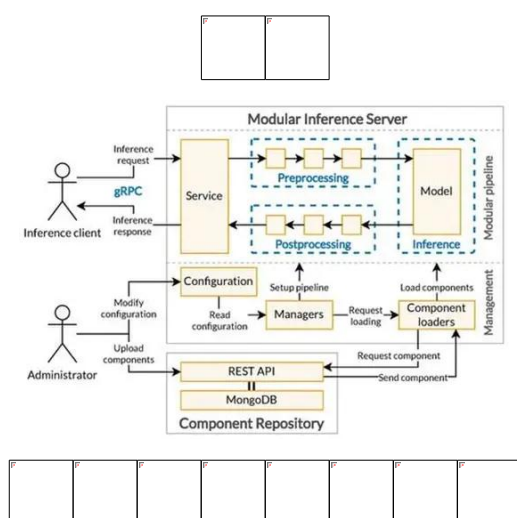 Modular Inference Server
Inference
request
gRPC
Inference
response
Inference client
Service
Preprocessing
Postprocessing
Model
Inference
Modular pipeline
Configuration
Modify
configuration
Read
configuration
Setup pipeline
Managers
Request
loading
Load components
Component
loaders
Management
Administrator
Upload
components
REST API
MongoDB
Request component
Send component
Component Repository